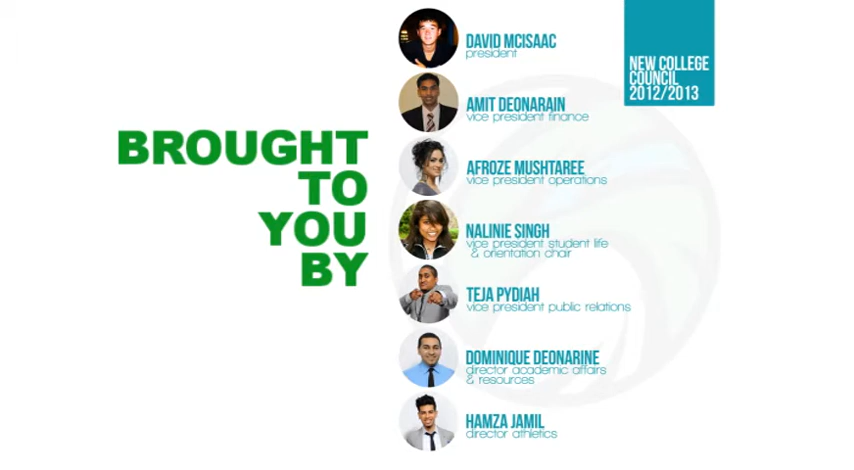 BROUGHT
TO
YOU
BY
DAVID MCISAAC
president
AMIT DEONARAIN
vice president finance
AFROZE MUSHTAREE
vice president operations
NALINIE SINGH
vice president student life
& orientation chair
TEJA PYDIAH
vice president public relations
DOMINIQUE DEONARINE
director academic affairs
& resources
HAMZA JAMIL
director athletics
NEW COLLEGE
COUNCIL
2012/2013